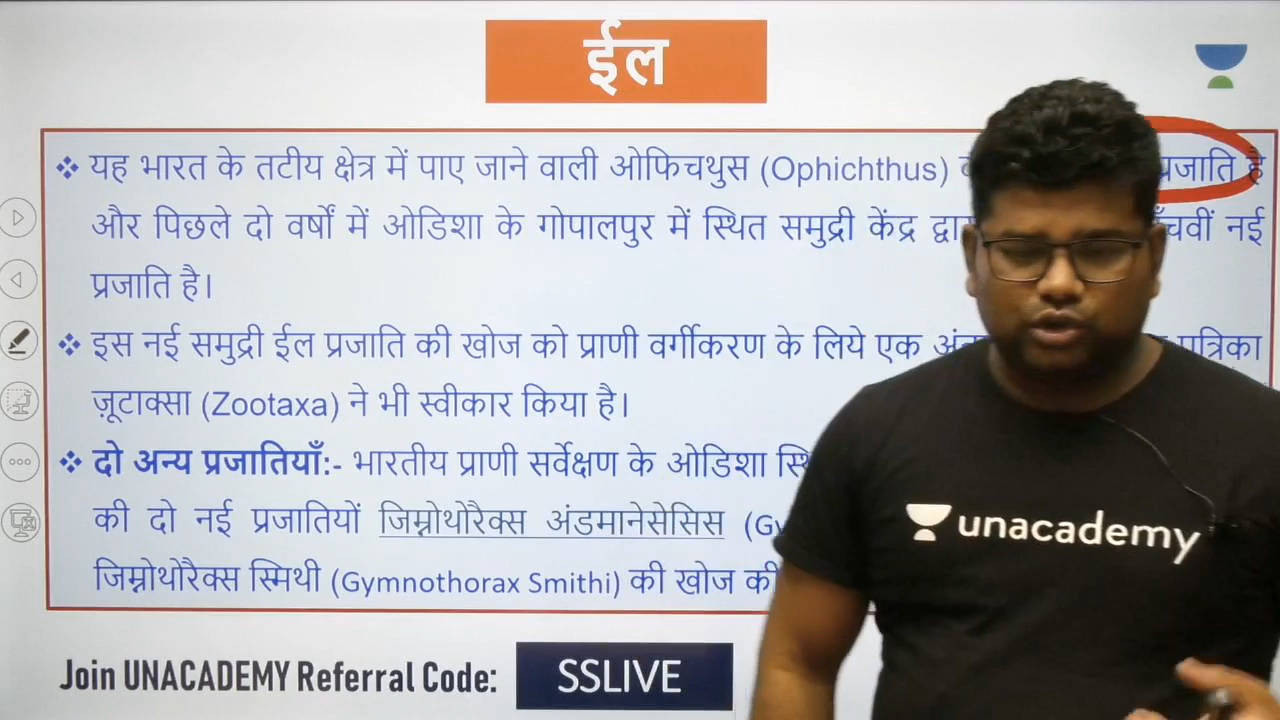 ईल
❖ यह भारत के तटीय क्षेत्र में पाए जाने वाली ओफिचथुस (Ophichthus) प्रजाति है
और पिछले दो वर्षों में ओडिशा के गोपालपुर में स्थित समुद्री केंद्र नई
प्रजाति है।
❖ इस नई समुद्री ईल प्रजाति की खोज को प्राणी वर्गीकरण के लिये एक पत्रिका
ज़ूटाक्सा (Zootaxa) ने भी स्वीकार किया है।
❖ दो अन्य प्रजातियाँ:- भारतीय प्राणी सर्वेक्षण के ओडिशा
की दो नई प्रजातियों जिम्नोथोरैक्स अंडमानेसेसिस
जिम्नोथोरैक्स स्मिथी (Gymnothorax Smithi) की खोज की
unacademy
Join UNACADEMY Referral Code: SSLIVE